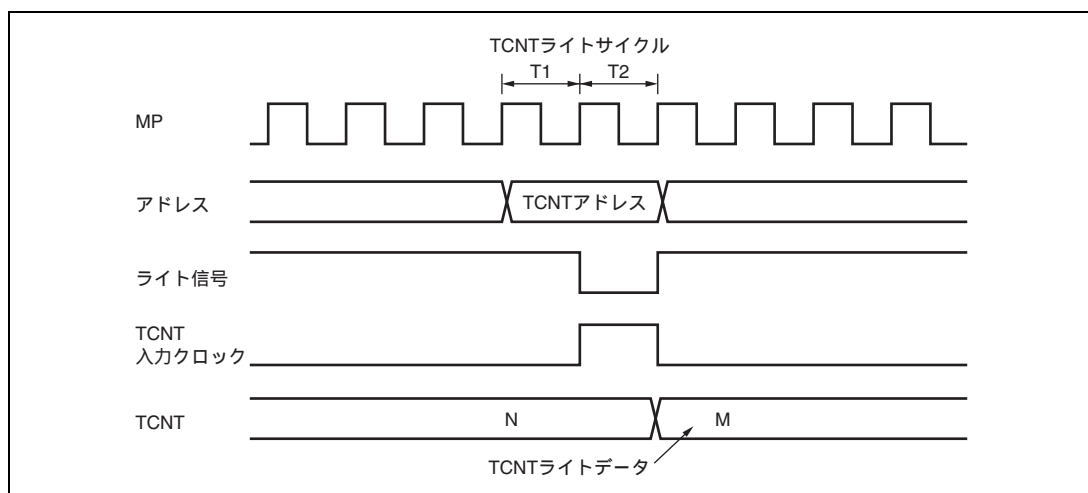 TCNTライトサイクル
T1 T2
MP
アドレス
TCNTアドレス
ライト信号
TCNT
入力クロック
TCNT
N
M
TCNTライトデータ